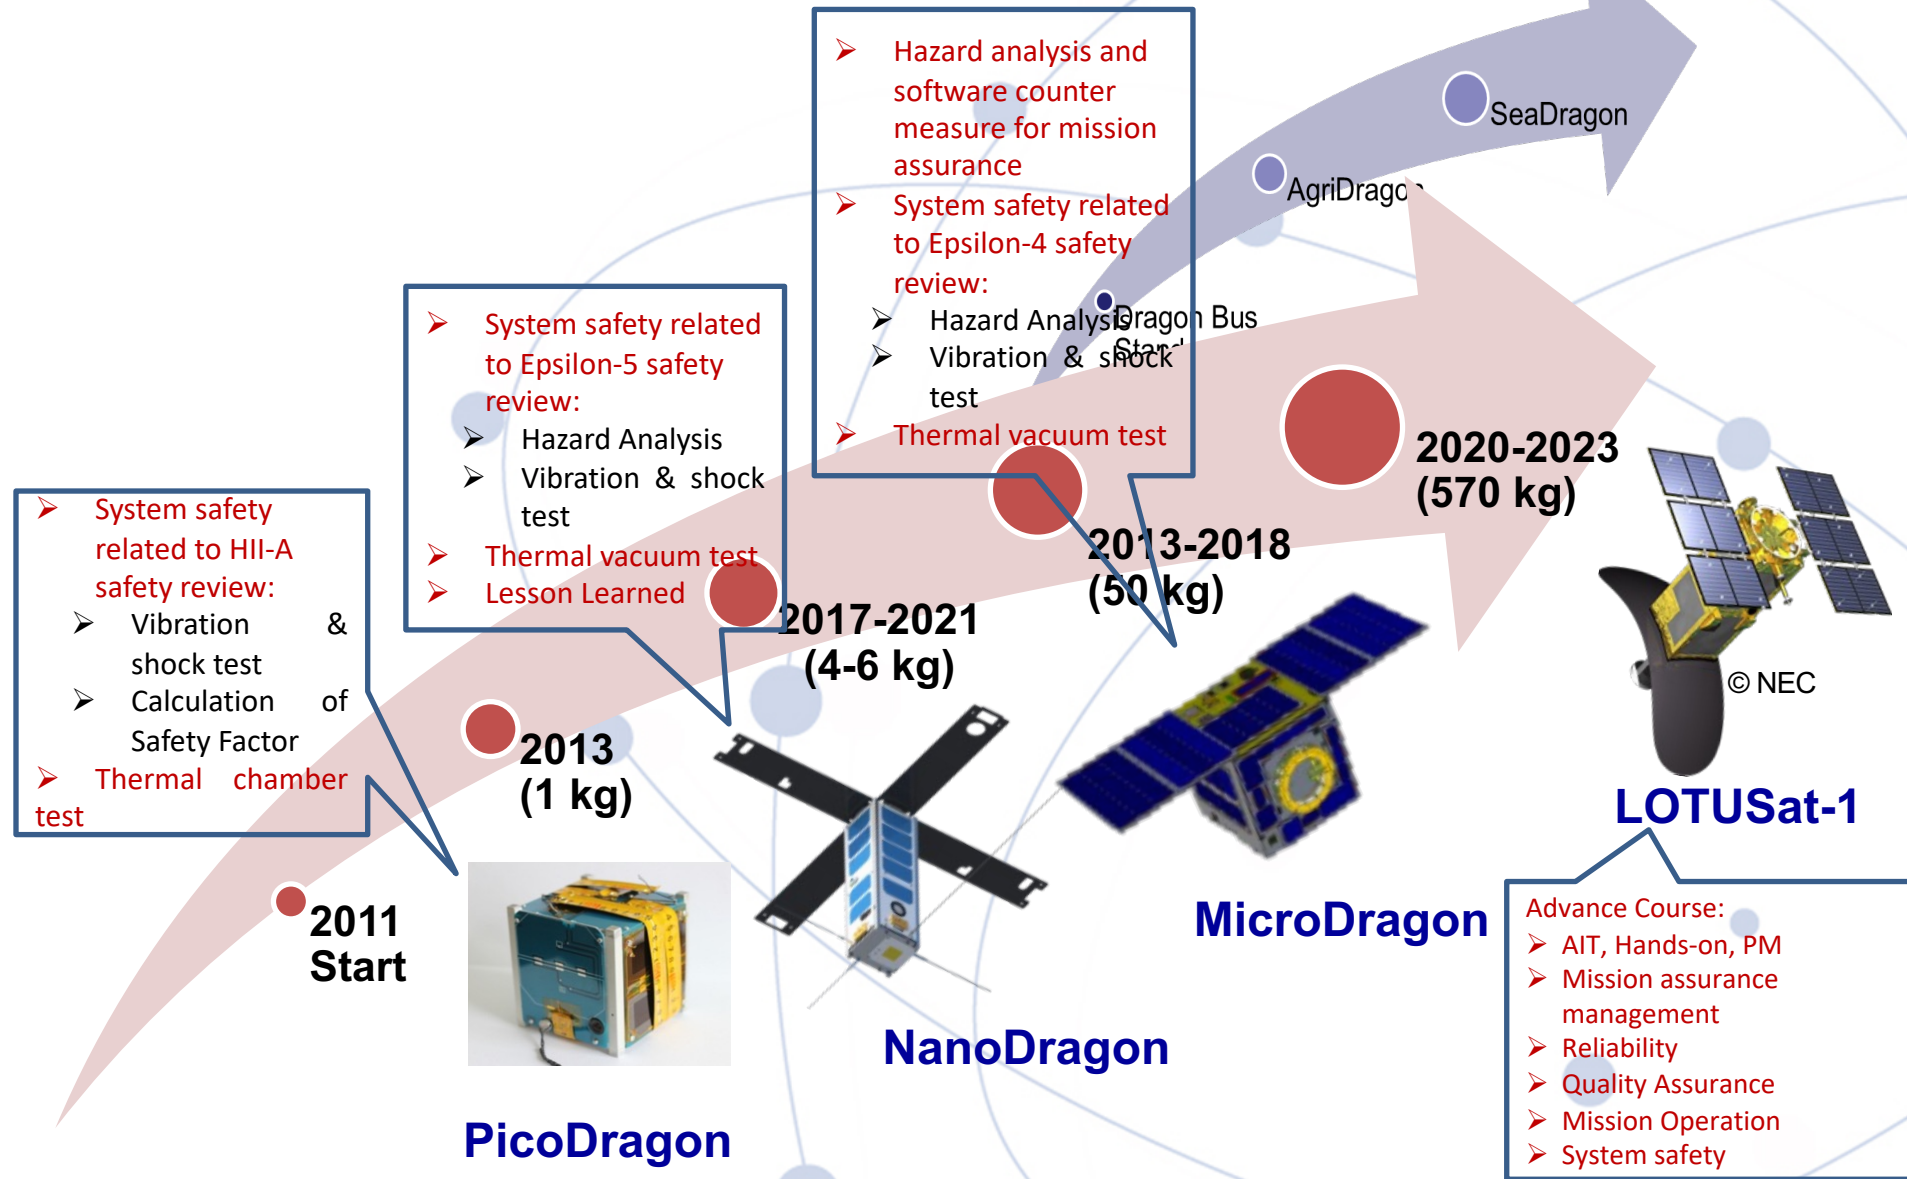 ➢ Hazard analysis and
software counter
measure for mission
assurance
➢ System safety related
to Epsilon-4 safety
review:
➢ Hazard Analysis
➢ Vibration & shock
test
➢ Thermal vacuum test
SeaDragon
AgriDragon
Dragon Bus
➢ System safety related
to Epsilon-5 safety
review:
➢ Hazard Analysis
➢ Vibration & shock
test
➢ Thermal vacuum test
➢ Lesson Learned
➢ System safety
related to HII-A
safety review:
➢ Vibration &
shock test
➢ Calculation of
Safety Factor
➢ Thermal chamber
test
2011
Start
2013
(1 kg)
2017-2021
(4-6 kg)
2013-2018
(50 kg)
2020-2023
(570 kg)
© NEC
PicoDragon
NanoDragon
MicroDragon
LOTUSat-1
Advance Course:
➢ AIT, Hands-on, PM
➢ Mission assurance
management
➢ Reliability
➢ Quality Assurance
➢ Mission Operation
➢ System safety